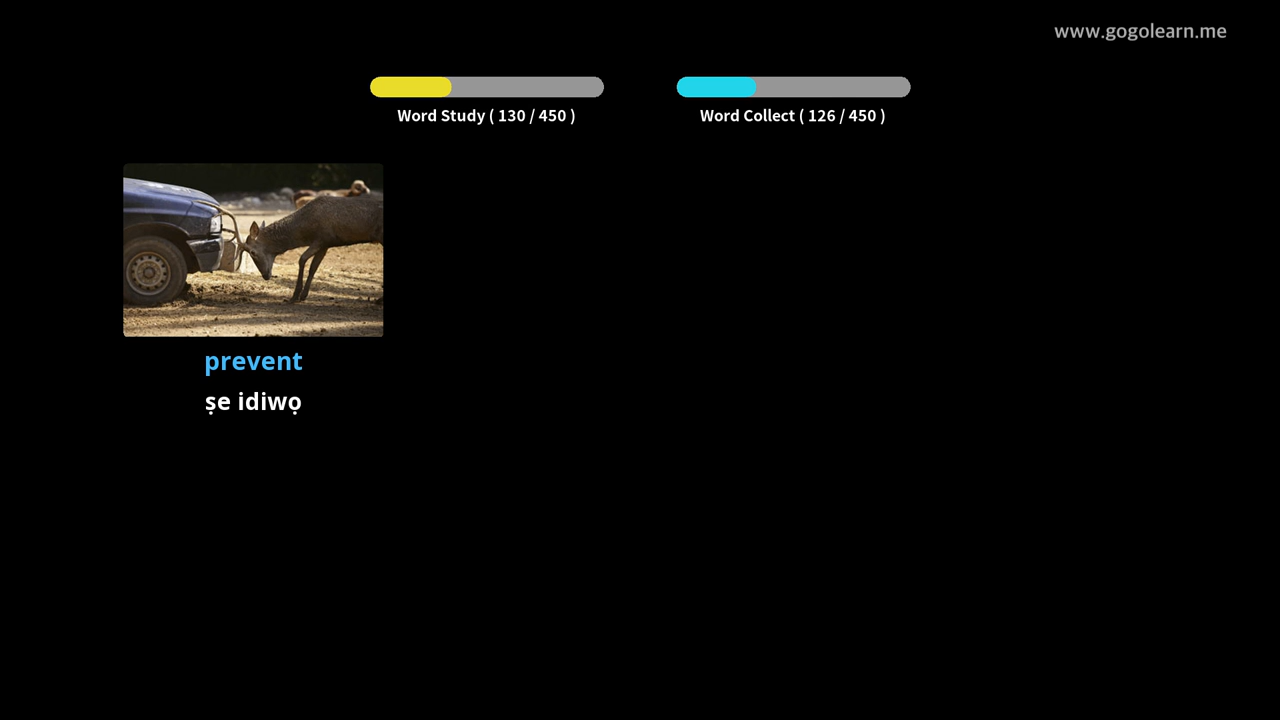 www.gogolearn.me
Word Study ( 130 / 450 )
Word Collect ( 126 / 450 )
prevent
ṣe idiwọ